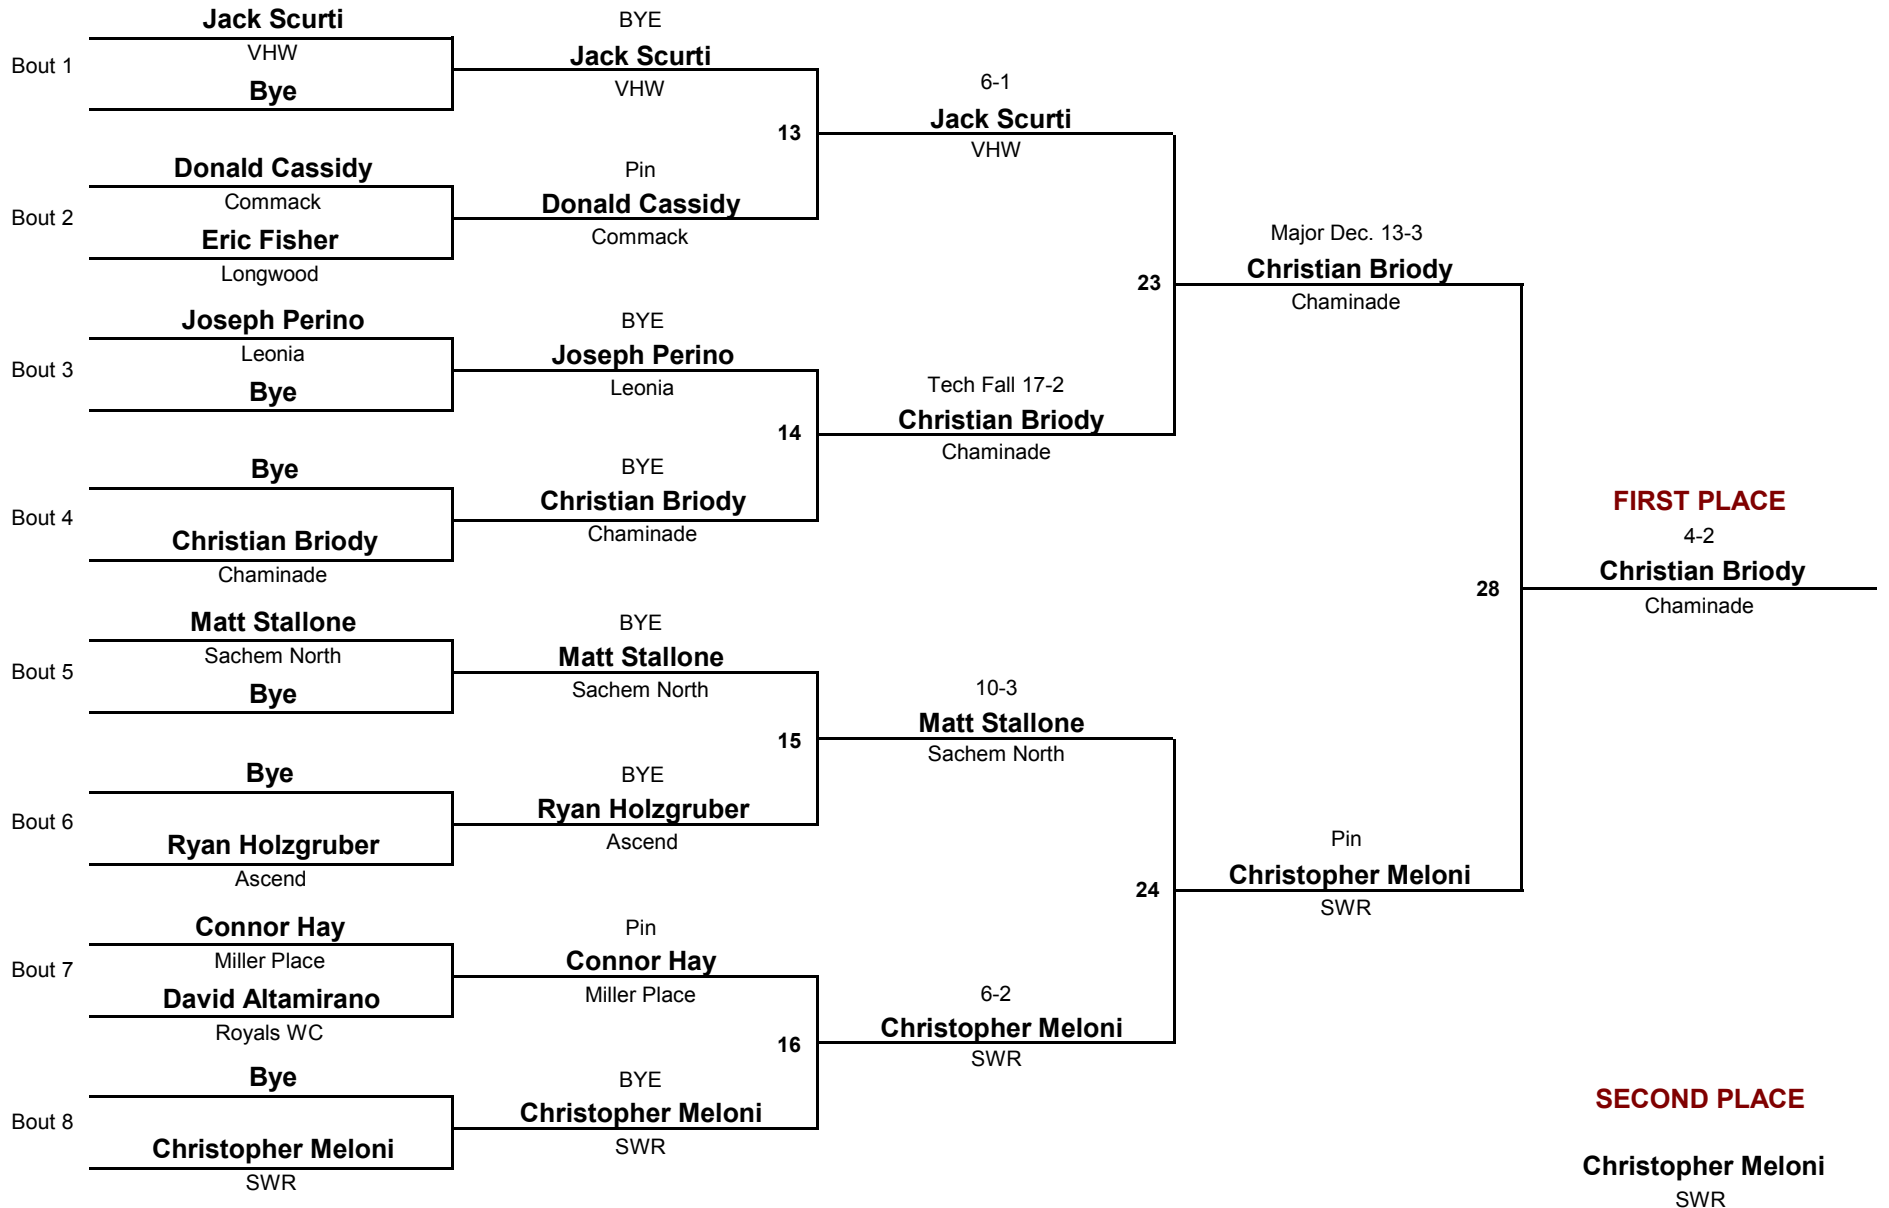 Jack Scurti
Bout 1
VHW
Bye
Donald Cassidy
Bout 2
Commack
Eric Fisher
Longwood
Joseph Perino
Bout 3
Leonia
Bye
Bye
Bout 4
Christian Briody
Chaminade
Matt Stallone
Bout 5
Sachem North
Bye
Bye
Bout 6
Ryan Holzgruber
Ascend
Connor Hay
Bout 7
Miller Place
David Altamirano
Royals WC
Bye
Bout 8
Christopher Meloni
SWR
BYE
Jack Scurti
VHW
13
Pin
Donald Cassidy
Commack
BYE
Joseph Perino
Leonia
14
BYE
Christian Briody
Chaminade
BYE
Matt Stallone
Sachem North
15
BYE
Ryan Holzgruber
Ascend
Pin
Connor Hay
Miller Place
16
BYE
Christopher Meloni
SWR
6-1
Jack Scurti
VHW
23
Tech Fall 17-2
Christian Briody
Chaminade
10-3
Matt Stallone
Sachem North
24
6-2
Christopher Meloni
SWR
Major Dec. 13-3
Christian Briody
Chaminade
28
Pin
Christopher Meloni
SWR
FIRST PLACE
4-2
Christian Briody
Chaminade
SECOND PLACE
Christopher Meloni
SWR